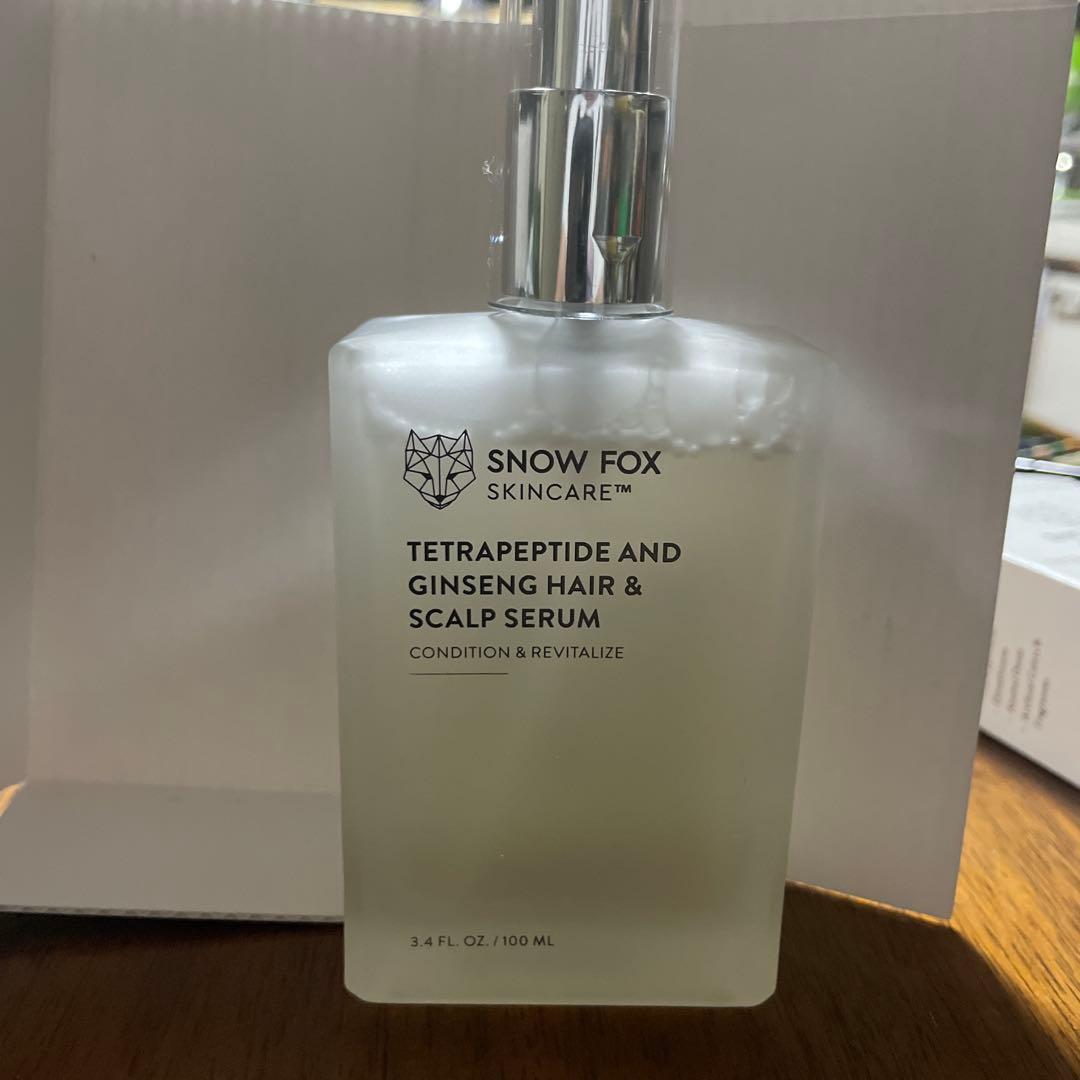 SNOW FOX
SKINCARE™
TETRAPEPTIDE AND
GINSENG HAIR &
SCALP SERUM
CONDITION & REVITALIZE
3.4 FL. OZ. / 100 ML